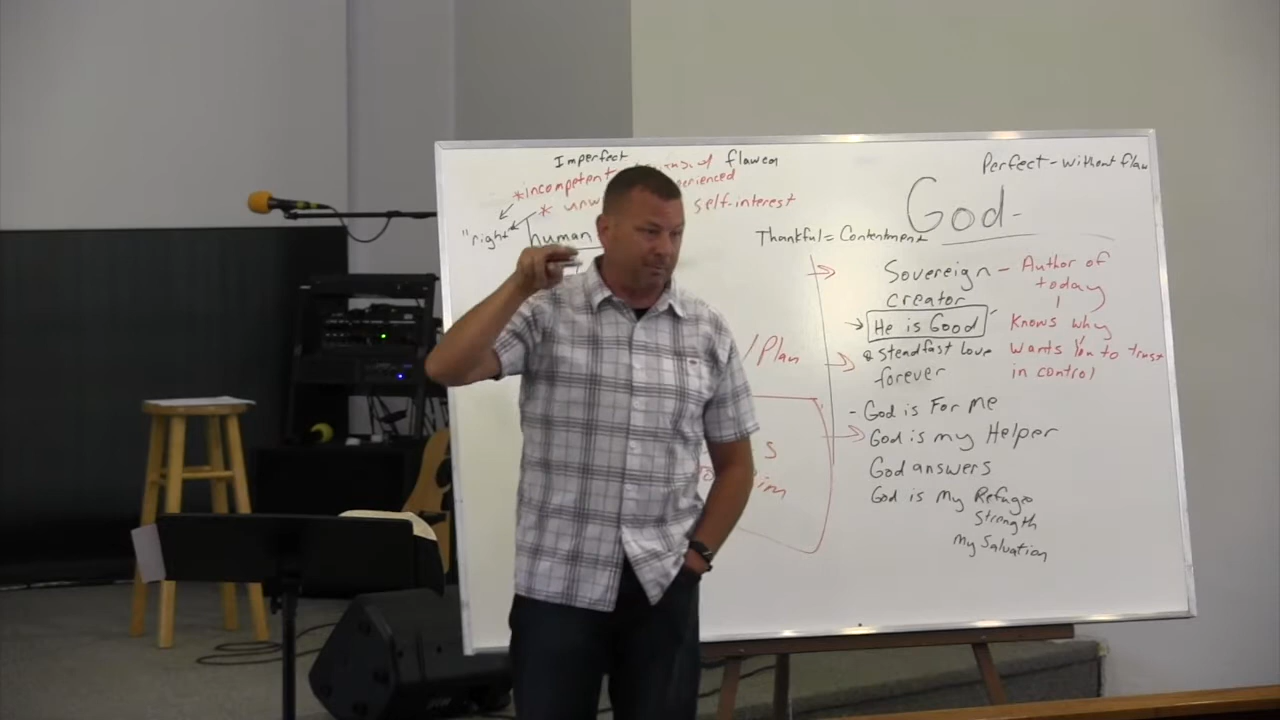 Imperfect
flawed
*incompetent
* unw
self-interest
"right"
human
/Plan
s
Perfect - without flaw
God-
Thankful = Contentment
Sovereign - Author of
today
creator
He is Good
Knows why
* steadfast love
wants you to trust
forever
in control
- God is For me
God is my Helper
God answers
God is my Refuge
Strength
my Salvation